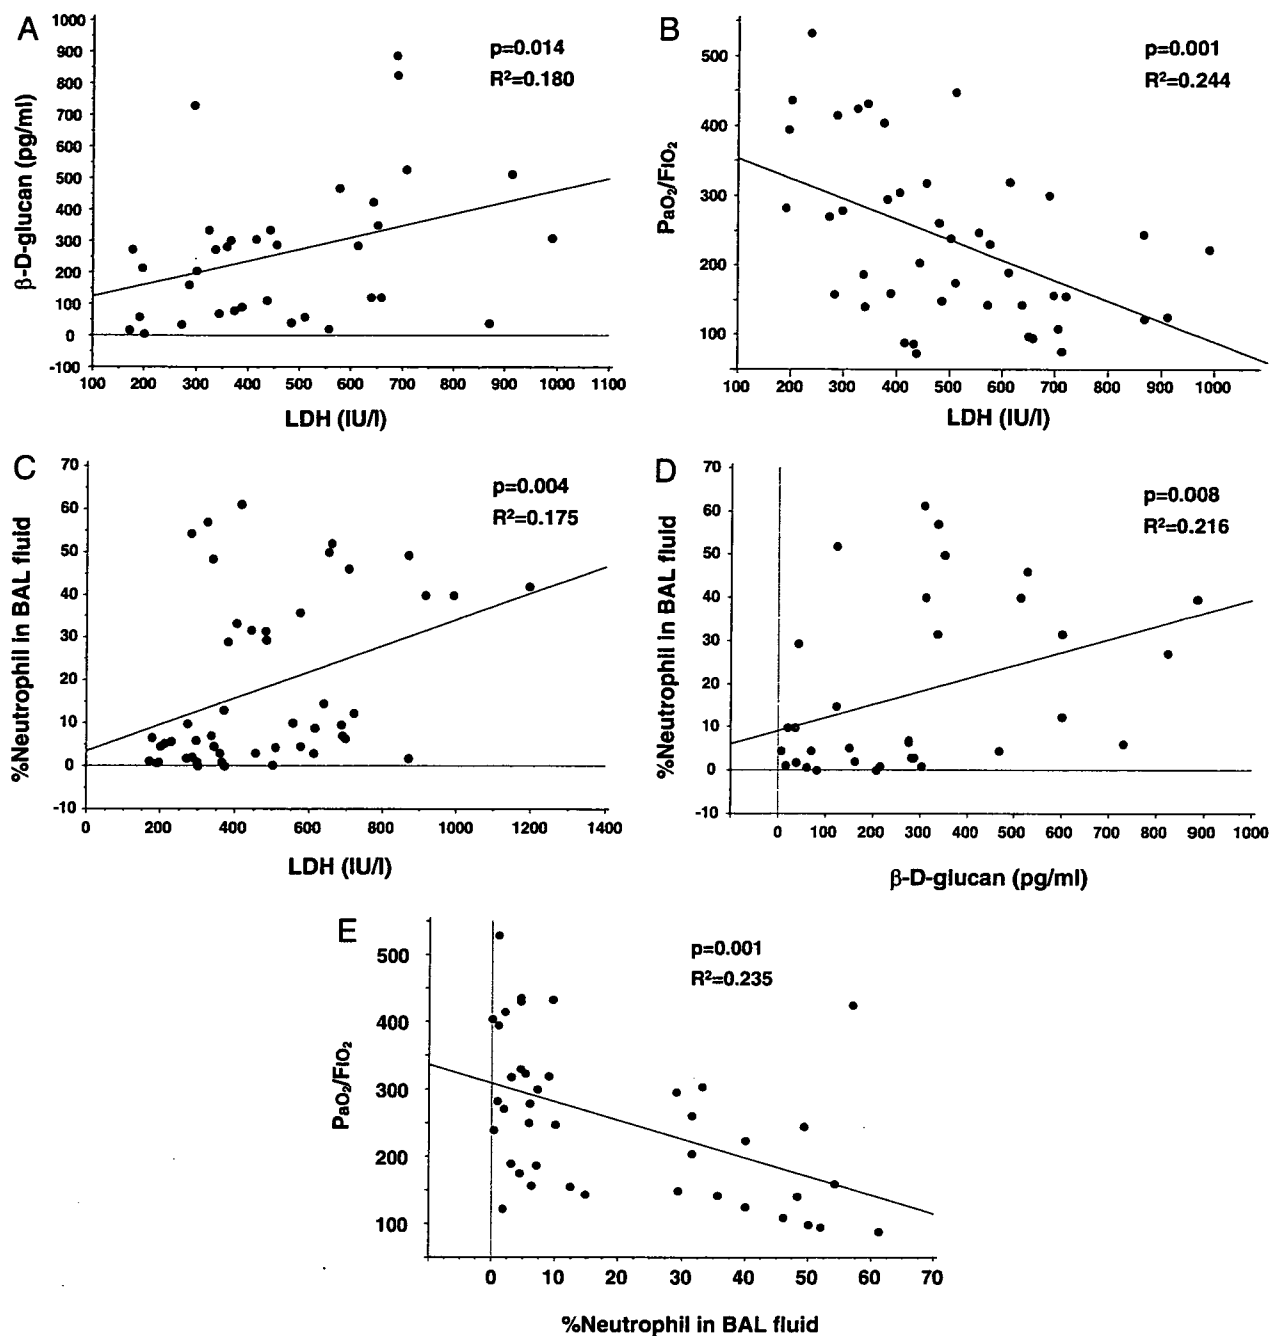 A
p=0.014
R²=0.180
β-D-glucan (pg/ml)
1000
900
800
700
600
500
400
300
200
100
0
-100
100 200 300 400 500 600 700 800 900 1000 1100
LDH (IU/l)
B
p=0.001
R²=0.244
PaO₂/FiO₂
500
400
300
200
100
100 200 300 400 500 600 700 800 900 1000
LDH (IU/l)
C
p=0.004
R²=0.175
%Neutrophil in BAL fluid
70
60
50
40
30
20
10
0
-10
0 200 400 600 800 1000 1200 1400
LDH (IU/l)
D
p=0.008
R²=0.216
%Neutrophil in BAL fluid
70
60
50
40
30
20
10
0
-10
0 100 200 300 400 500 600 700 800 900 1000
β-D-glucan (pg/ml)
E
p=0.001
R²=0.235
PaO₂/FiO₂
500
400
300
200
100
0 10 20 30 40 50 60 70
%Neutrophil in BAL fluid